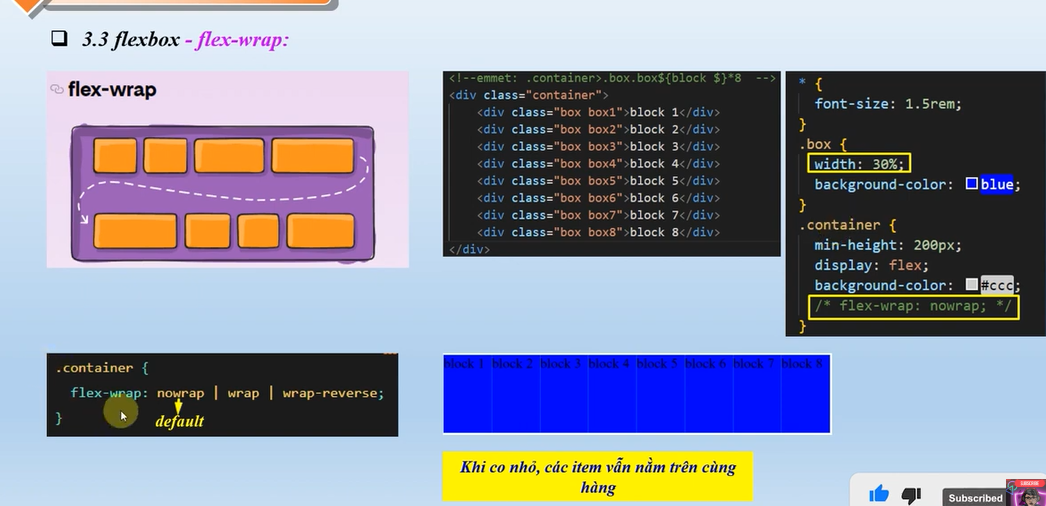 3.3 flexbox - flex-wrap:
flex-wrap
<!--emmet: .container>.box.box${block $}*8 -->
<div class="container">
<div class="box box1">block 1</div>
<div class="box box2">block 2</div>
<div class="box box3">block 3</div>
<div class="box box4">block 4</div>
<div class="box box5">block 5</div>
<div class="box box6">block 6</div>
<div class="box box7">block 7</div>
<div class="box box8">block 8</div>
</div>
* {
font-size: 1.5rem;
}
.box {
width: 30%;
background-color: blue;
}
.container {
min-height: 200px;
display: flex;
background-color: #ccc;
/* flex-wrap: nowrap; */
}
.container {
flex-wrap: nowrap | wrap | wrap-reverse;
}
default
block 1 block 2 block 3 block 4 block 5 block 6 block 7 block 8
Khi co nhỏ, các item vẫn nằm trên cùng
hàng
Subscribed